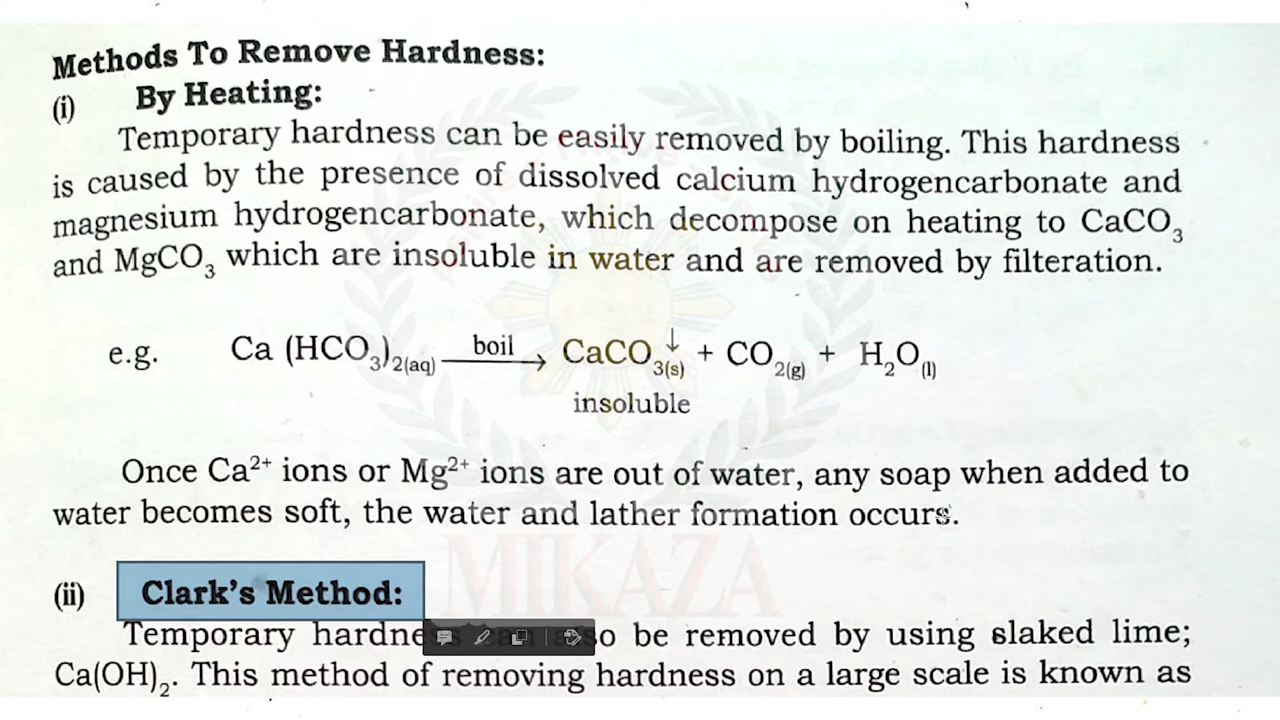 Methods To Remove Hardness:
(i) By Heating:
Temporary hardness can be easily removed by boiling. This hardness
is caused by the presence of dissolved calcium hydrogencarbonate and
magnesium hydrogencarbonate, which decompose on heating to CaCO₃
and MgCO₃ which are insoluble in water and are removed by filteration.
e.g. Ca (HCO₃)₂(aq) boil → CaCO₃(s)↓ + CO₂(g) + H₂O(l)
insoluble
Once Ca²⁺ ions or Mg²⁺ ions are out of water, any soap when added to
water becomes soft, the water and lather formation occurs.
MIKAZA
(ii) Clark's Method:
Temporary hardness can also be removed by using slaked lime;
Ca(OH)₂. This method of removing hardness on a large scale is known as